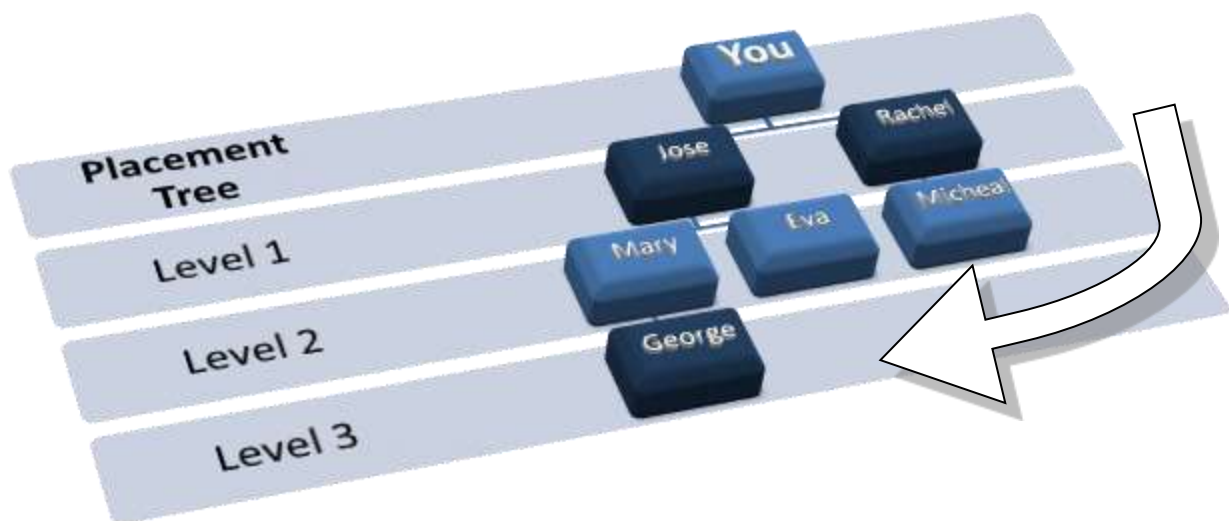 You
Placement
Tree
Jose
Rachel
Level 1
Mary
Eva
Micheal
Level 2
George
Level 3